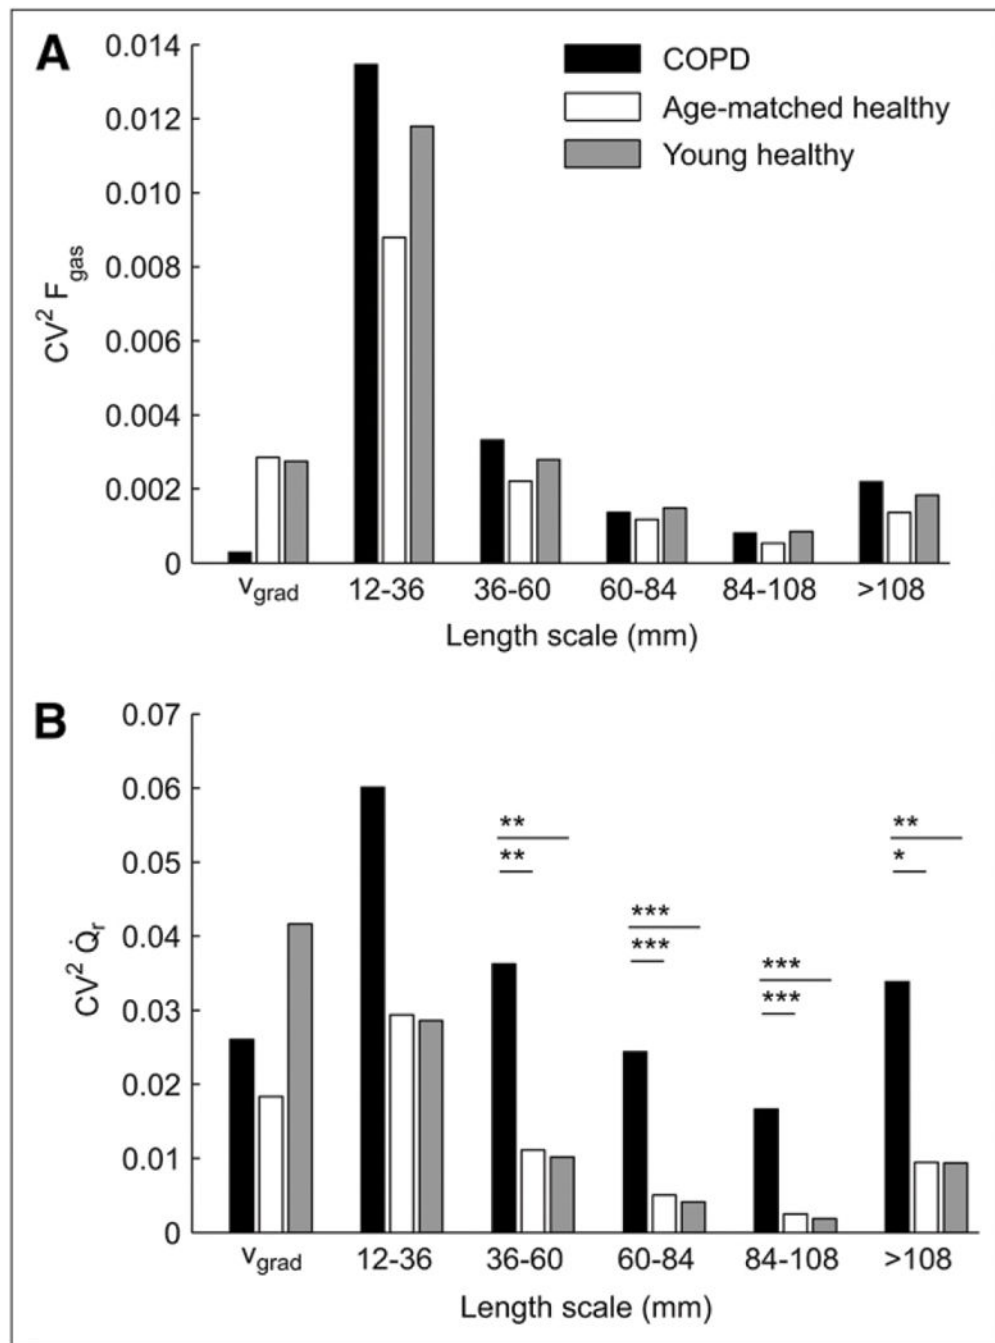 A
0.014
0.012
0.010
0.008
0.006
0.004
0.002
0
CV² F_gas
COPD
Age-matched healthy
Young healthy
v_grad 12-36 36-60 60-84 84-108 >108
Length scale (mm)
B
0.07
0.06
0.05
0.04
0.03
0.02
0.01
0
CV² Q̇_r
** **
** *
***
***
***
***
v_grad 12-36 36-60 60-84 84-108 >108
Length scale (mm)